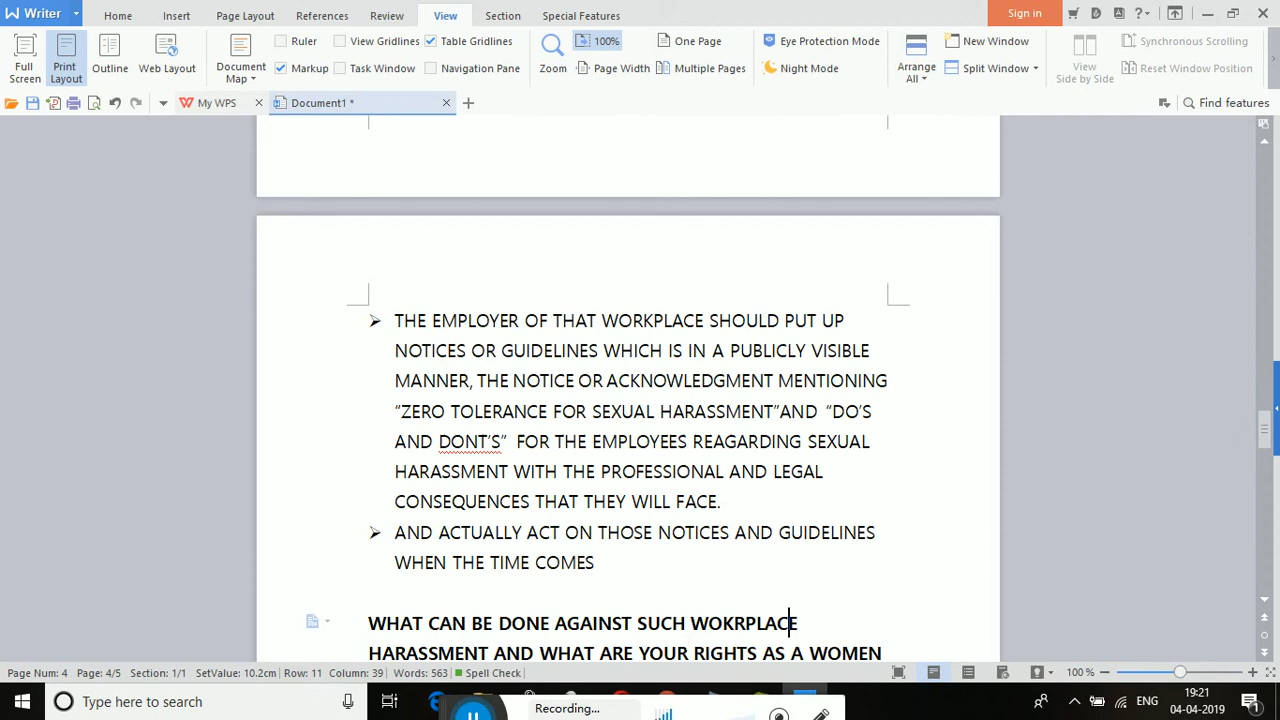 Writer Home Insert Page Layout References Review View Section Special Features Sign in
Full Screen Print Layout Outline Web Layout Document Map Ruler View Gridlines Table Gridlines Markup Task Window Navigation Pane Zoom 100% One Page Page Width Multiple Pages Eye Protection Mode Night Mode Arrange All New Window Split Window View Side by Side Synchronous Scrolling Reset Window Position
My WPS Document1 * Find features
THE EMPLOYER OF THAT WORKPLACE SHOULD PUT UP
NOTICES OR GUIDELINES WHICH IS IN A PUBLICLY VISIBLE
MANNER, THE NOTICE OR ACKNOWLEDGMENT MENTIONING
“ZERO TOLERANCE FOR SEXUAL HARASSMENT”AND “DO’S
AND DONT’S” FOR THE EMPLOYEES REAGARDING SEXUAL
HARASSMENT WITH THE PROFESSIONAL AND LEGAL
CONSEQUENCES THAT THEY WILL FACE.
AND ACTUALLY ACT ON THOSE NOTICES AND GUIDELINES
WHEN THE TIME COMES
WHAT CAN BE DONE AGAINST SUCH WOKRPLACE
HARASSMENT AND WHAT ARE YOUR RIGHTS AS A WOMEN
Page Num: 4 Page: 4/5 Section: 1/1 SetValue: 10.2cm Row: 11 Column: 39 Words: 563 Spell Check 100 %
Type here to search Recording... ENG 19:21
04-04-2019